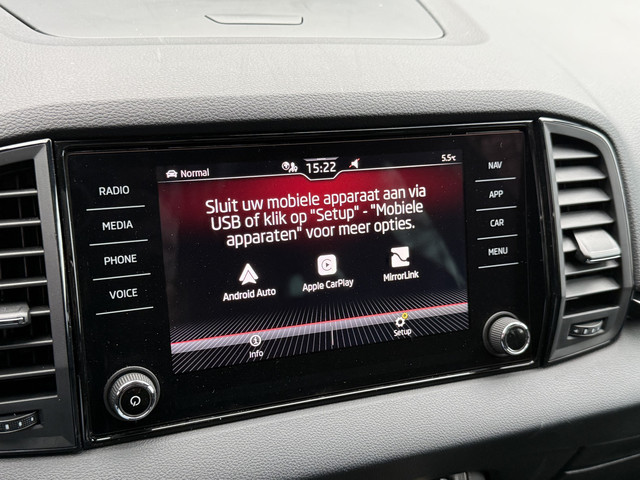 Normal
15:22
5.5°C
RADIO
MEDIA
PHONE
VOICE
Sluit uw mobiele apparaat aan via
USB of klik op "Setup" - "Mobiele
apparaten" voor meer opties.
Android Auto
Apple CarPlay
MirrorLink
Info
Setup
NAV
APP
CAR
MENU